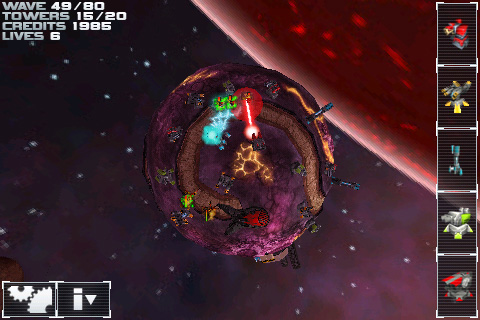 WAVE 49/80
TOWERS 15/20
CREDITS 1985
LIVES 6